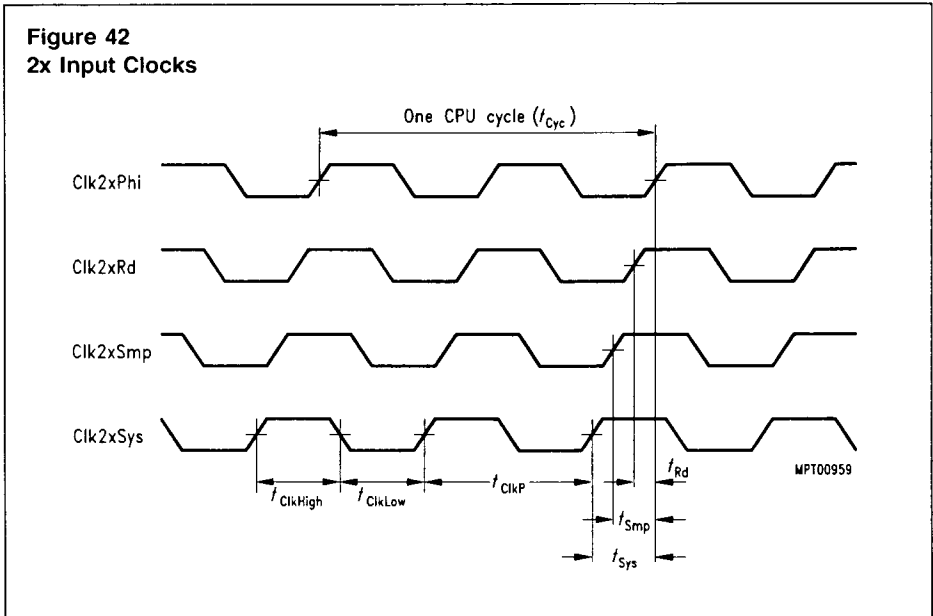 Figure 42
2x Input Clocks
One CPU cycle (tCyc)
Clk2xPhi
Clk2xRd
Clk2xSmp
Clk2xSys
tRd
MPT00959
tClkHigh
tClkLow
tClkP
tSmp
tSys